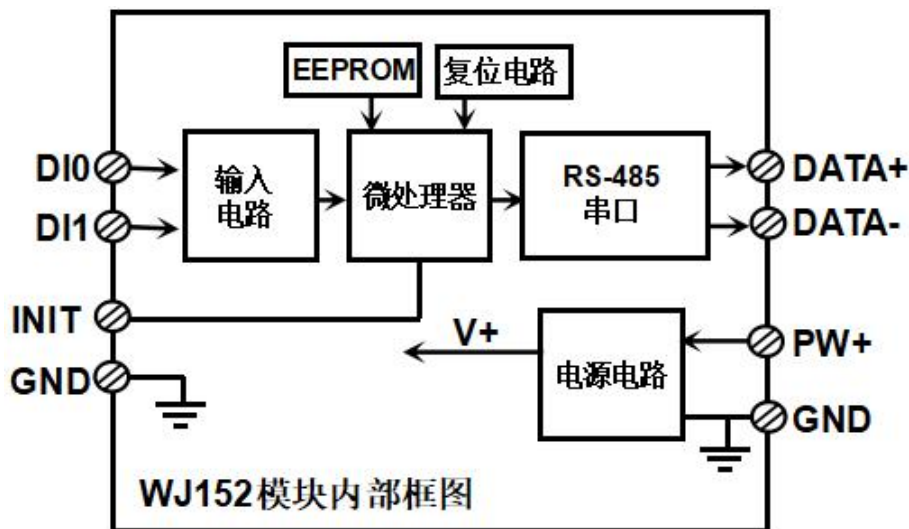 EEPROM
复位电路
DI0
DI1
INIT
GND
输入
电路
微处理器
RS-485
串口
DATA+
DATA-
V+
电源电路
PW+
GND
WJ152模块内部框图